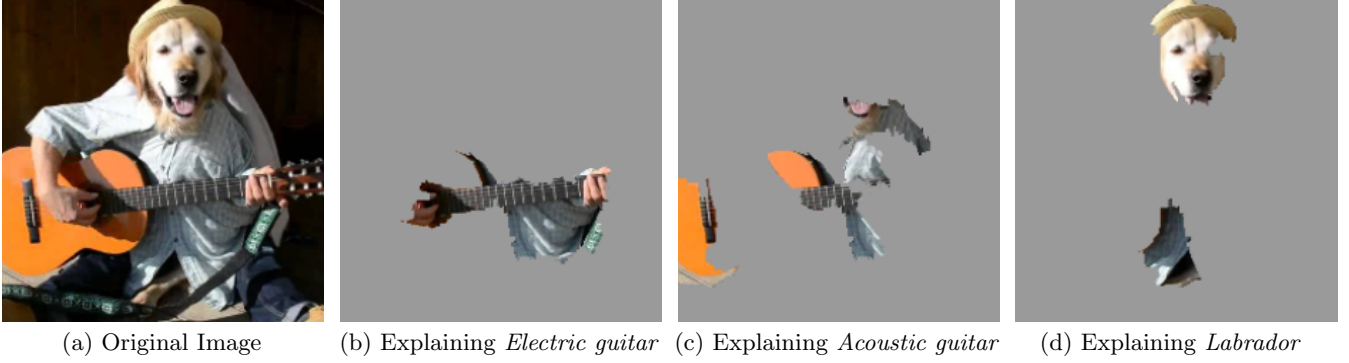 (a) Original Image
(b) Explaining Electric guitar
(c) Explaining Acoustic guitar
(d) Explaining Labrador